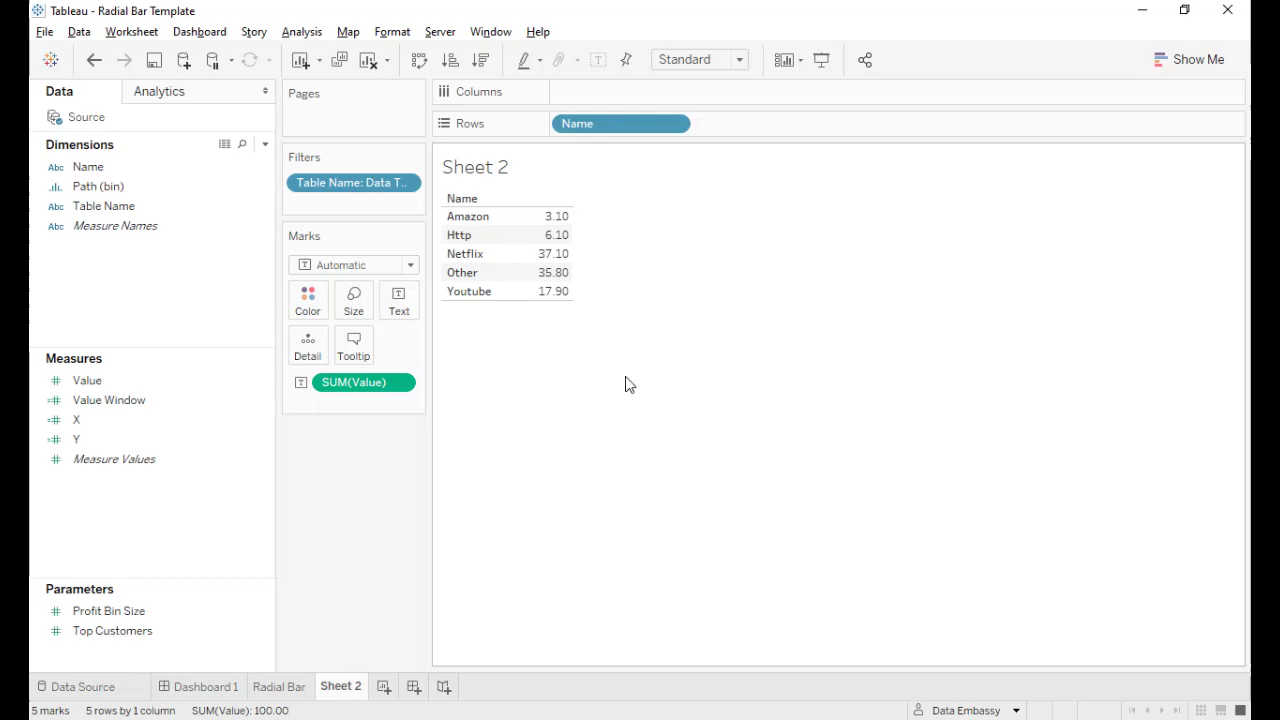 Tableau - Radial Bar Template
File Data Worksheet Dashboard Story Analysis Map Format Server Window Help
Standard
Show Me
Data Analytics
Source
Dimensions
Abc Name
Path (bin)
Abc Table Name
Abc Measure Names
Measures
# Value
=# Value Window
=# X
=# Y
# Measure Values
Parameters
# Profit Bin Size
# Top Customers
Pages
Filters
Table Name: Data T..
Marks
T Automatic
Color Size Text
Detail Tooltip
T SUM(Value)
Columns
Rows Name
Sheet 2
Name
Amazon 3.10
Http 6.10
Netflix 37.10
Other 35.80
Youtube 17.90
Data Source Dashboard 1 Radial Bar Sheet 2
5 marks 5 rows by 1 column SUM(Value): 100.00 Data Embassy